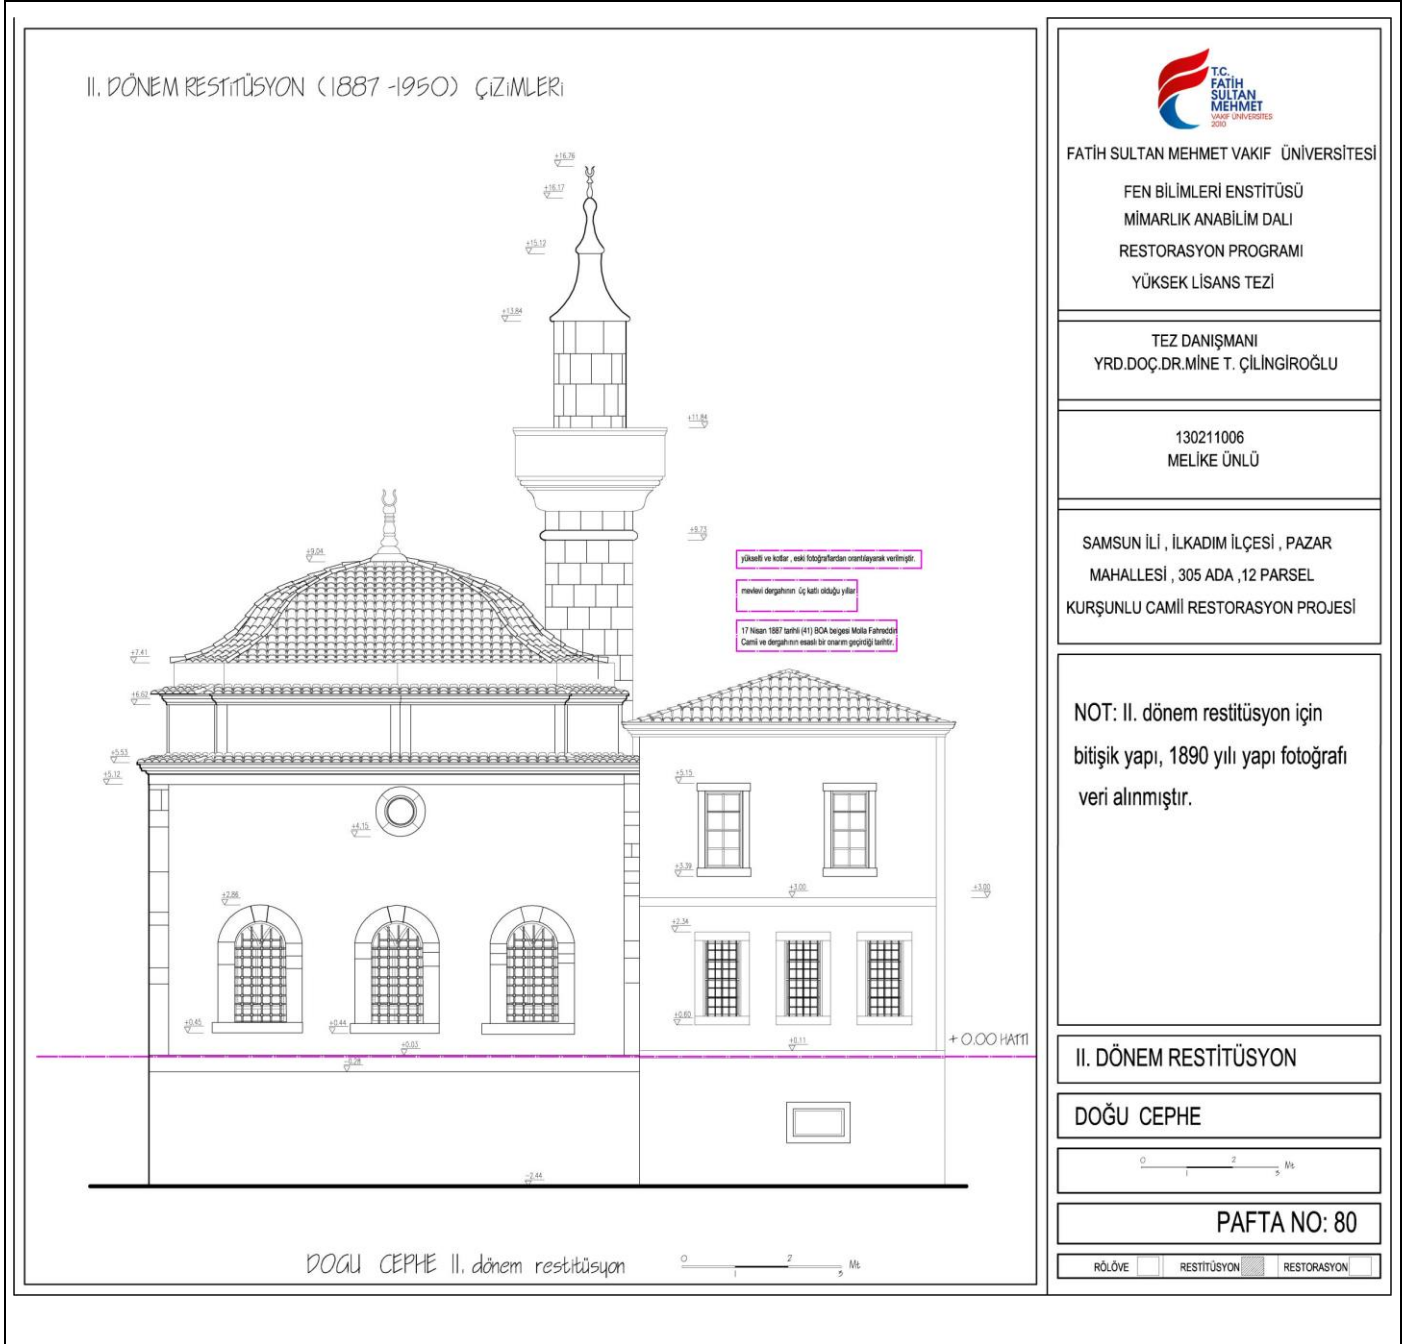 II. DÖNEM RESTİTÜSYON (1887 -1950) ÇİZİMLERİ
+16,76
+16,17
+15,12
+13,84
+11,84
+9,73
+9,04
yükselti ve kotlar , eski fotoğraflardan orantılayarak verilmiştir.
mevlevi dergahının üç katlı olduğu yıllar
17 Nisan 1887 tarihli (41) BOA belgesi Molla Fahreddin
Camii ve dergahının esaslı bir onarım geçirdiği tarihtir.
+7.41
+6.62
+5.53
+5.12
+5.15
+4.15
+3.39
+3.00
+3.00
+2.86
+2.34
+0.60
+0.45
+0.44
+0.03
+0.11
+ 0.00 HATTI
-0.28
-2.44
DOGU CEPHE II. dönem restitüsyon
0 2
1 3
Mt
T.C.
FATİH
SULTAN
MEHMET
VAKIF ÜNİVERSİTES
2010
FATİH SULTAN MEHMET VAKIF ÜNİVERSİTESİ
FEN BİLİMLERİ ENSTİTÜSÜ
MİMARLIK ANABİLİM DALI
RESTORASYON PROGRAMI
YÜKSEK LİSANS TEZİ
TEZ DANIŞMANI
YRD.DOÇ.DR.MİNE T. ÇİLİNGİROĞLU
130211006
MELİKE ÜNLÜ
SAMSUN İLİ , İLKADIM İLÇESİ , PAZAR
MAHALLESİ , 305 ADA ,12 PARSEL
KURŞUNLU CAMİİ RESTORASYON PROJESİ
NOT: II. dönem restitüsyon için
bitişik yapı, 1890 yılı yapı fotoğrafı
veri alınmıştır.
II. DÖNEM RESTİTÜSYON
DOĞU CEPHE
0 2
1 3
Mt
PAFTA NO: 80
RÖLÖVE RESTİTÜSYON RESTORASYON